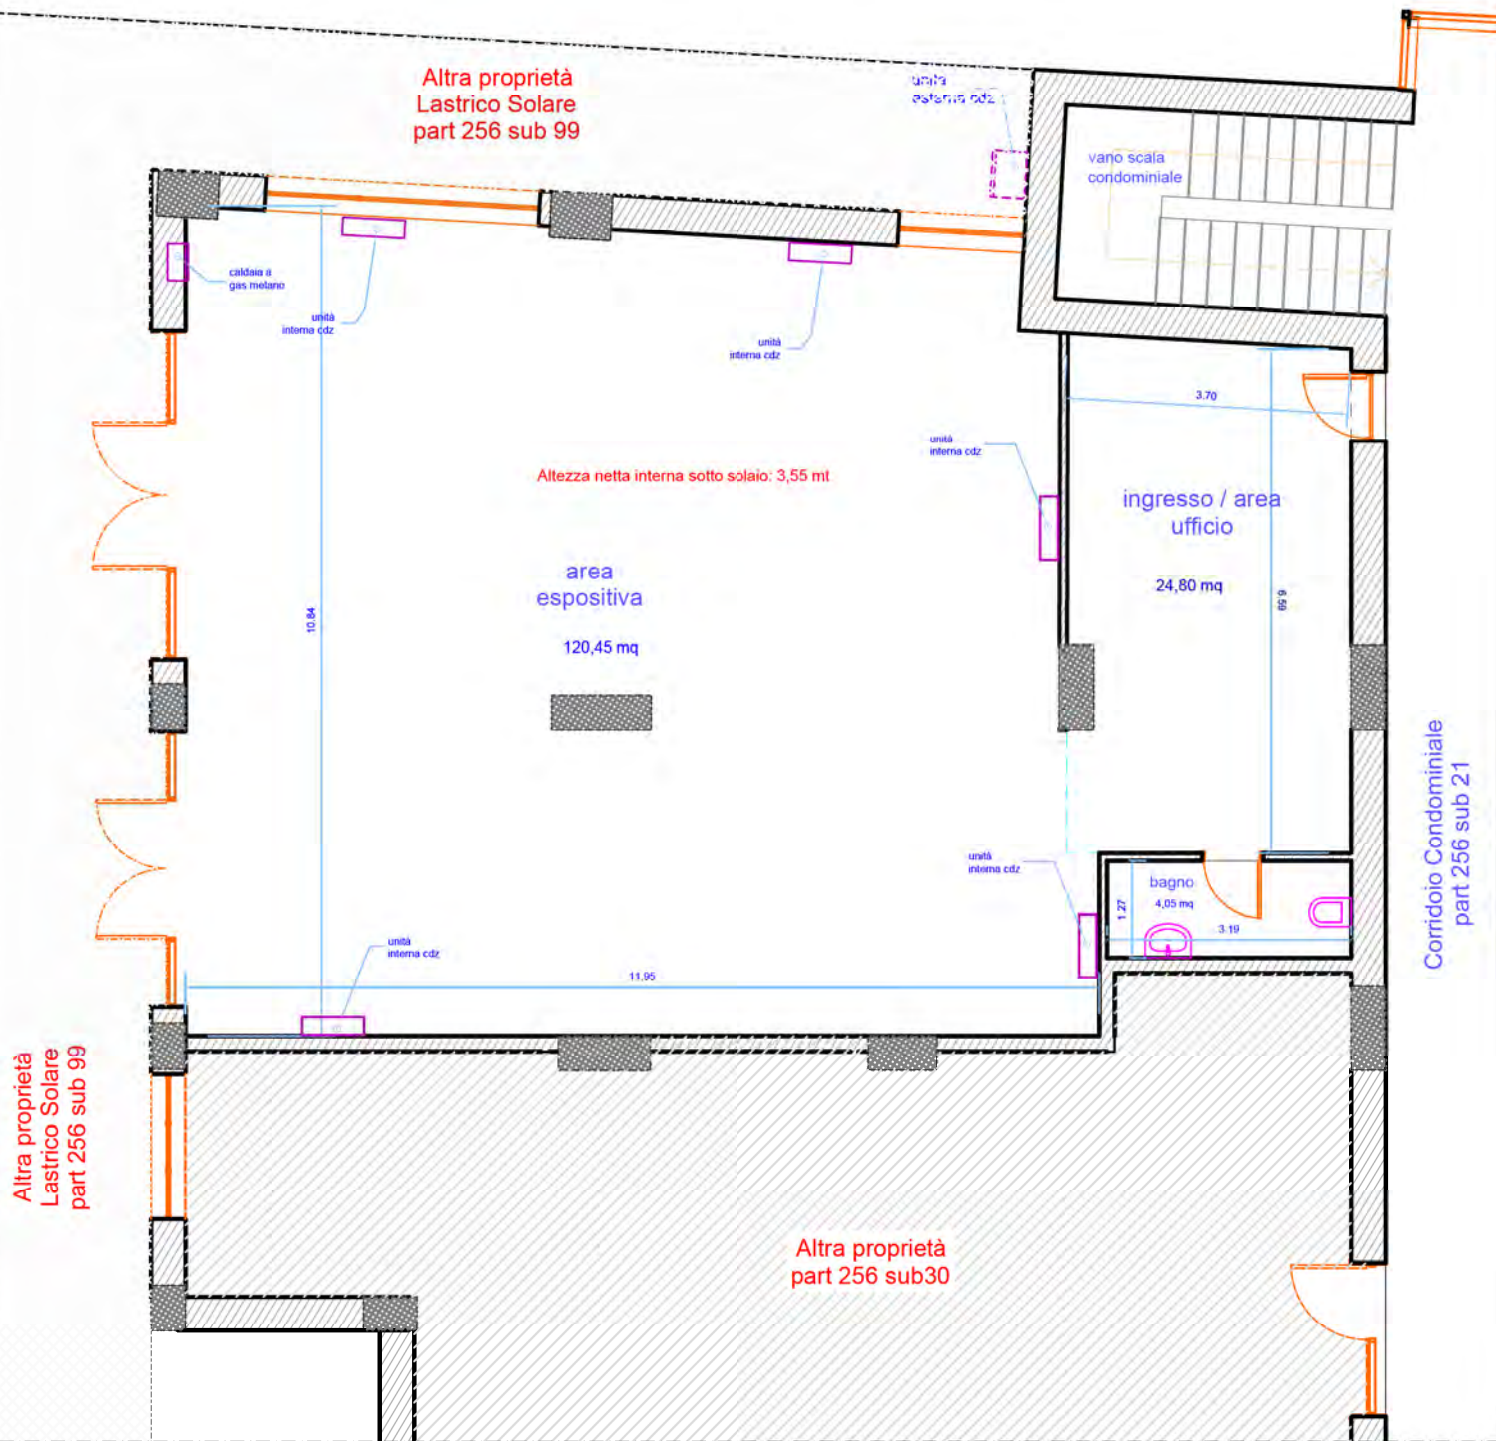 Altra proprietà
Lastrico Solare
part 256 sub 99
unità
esterna cdz
vano scala
condominiale
caldaia a
gas metano
unità
interna cdz
unità
interna cdz
3.70
unità
interna cdz
Altezza netta interna sotto solaio: 3,55 mt
ingresso / area
ufficio
24,80 mq
6.59
area
espositiva
120,45 mq
10.84
Corridoio Condominiale
part 256 sub 21
unità
interna cdz
bagno
4,05 mq
1.27
3.19
unità
interna cdz
11.95
Altra proprietà
Lastrico Solare
part 256 sub 99
Altra proprietà
part 256 sub30